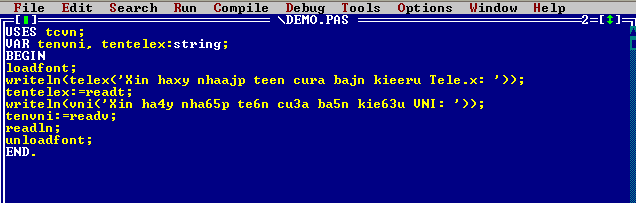 File Edit Search Run Compile Debug Tools Options Window Help
\DEMO.PAS 2=[↕]
USES tcvn;
VAR tenvni, tentelex:string;
BEGIN
loadfont;
writeln(telex('Xin haxy nhaajp teen cura bajn kieeru Tele.x: '));
tentelex:=readt;
writeln(vni('Xin ha4y nha65p te6n cu3a ba5n kie63u VNI: '));
tenvni:=readv;
readln;
unloadfont;
END.